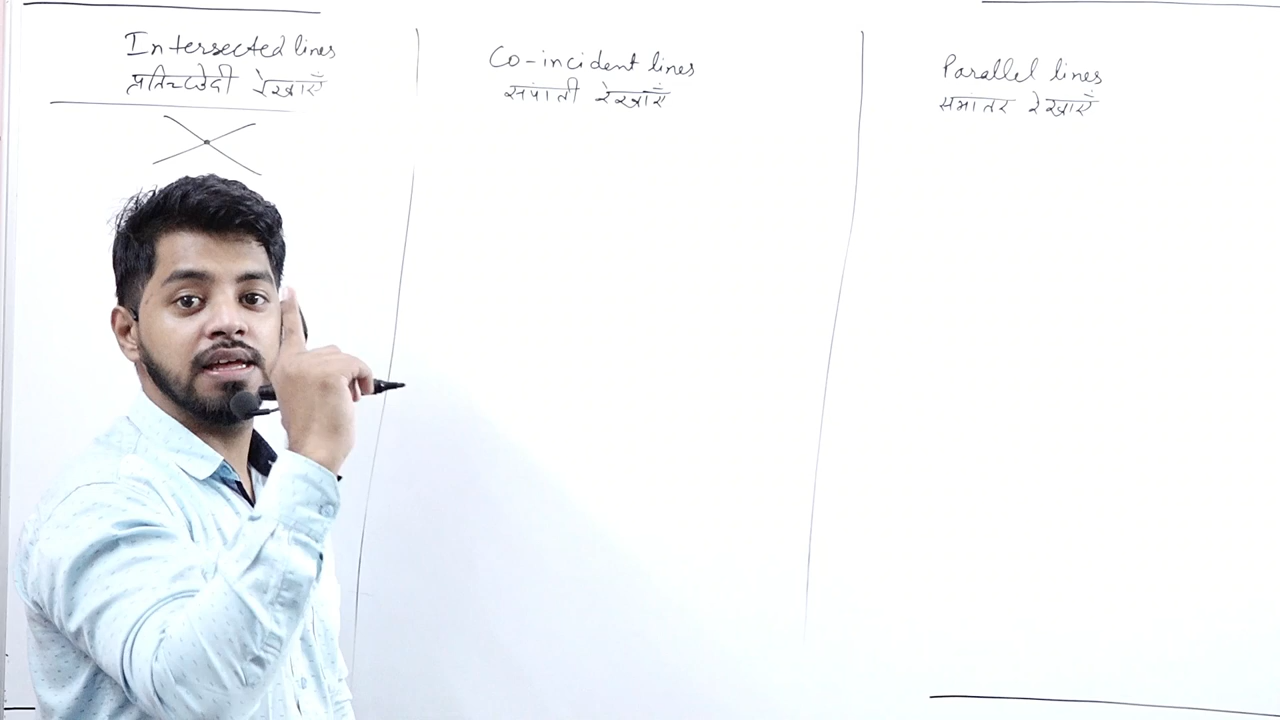 Intersected lines
प्रतिच्छेदी रेखाएँ
Co-incident lines
संपाती रेखाएँ
Parallel lines
समांतर रेखाएँ